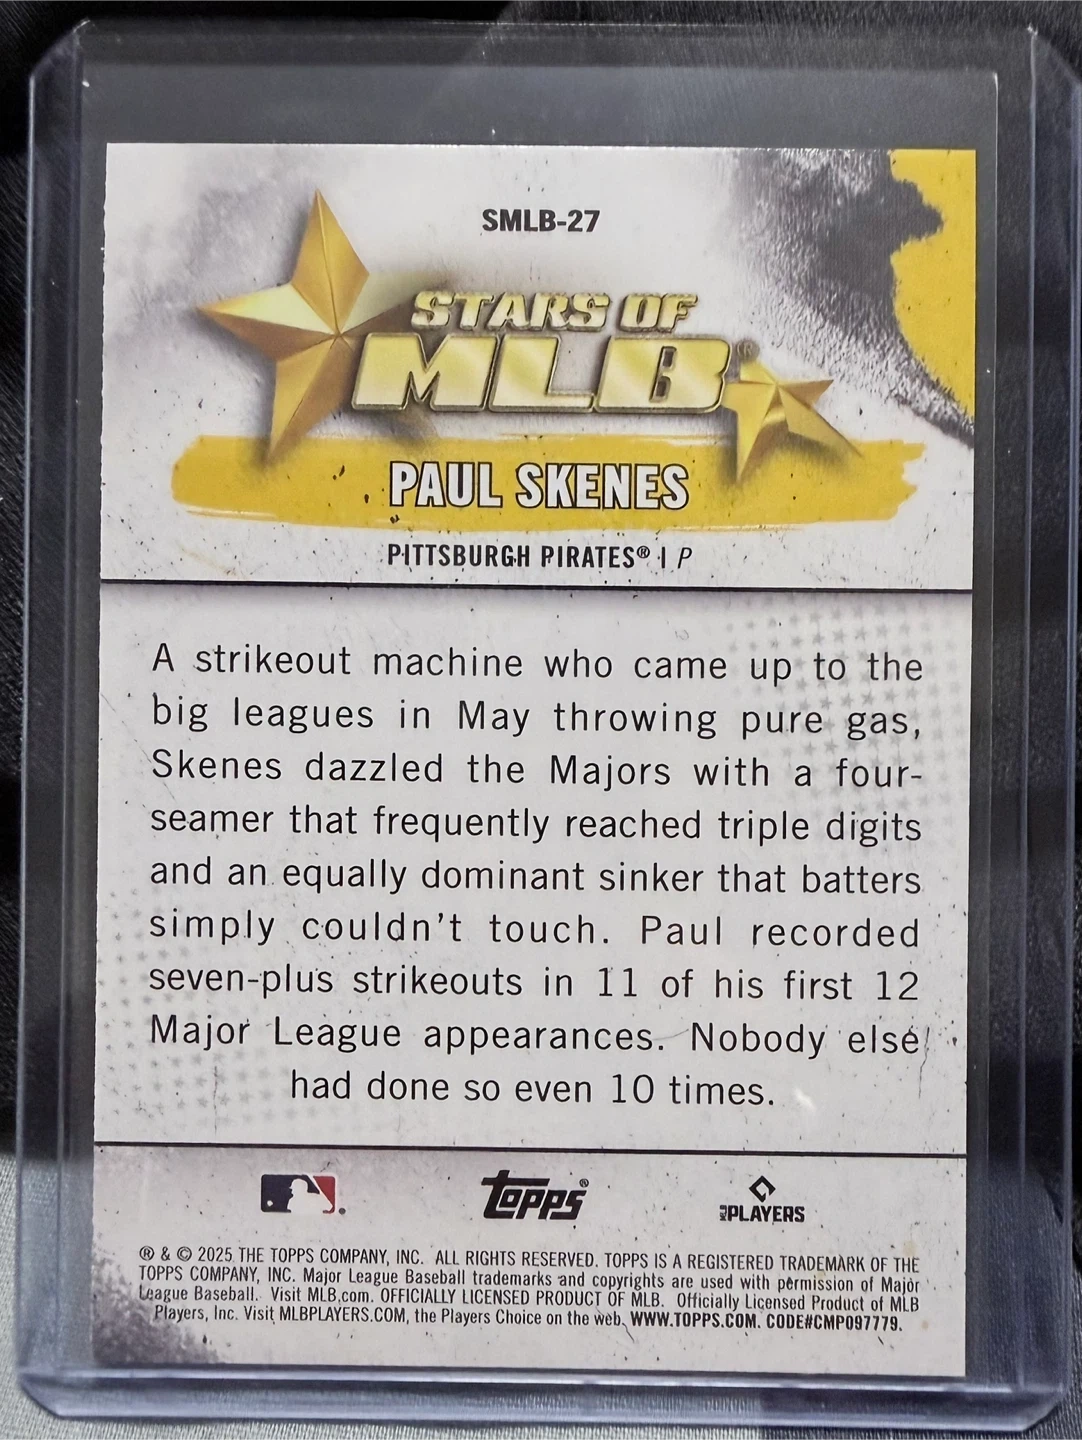 SMLB-27
STARS OF
MLB®
PAUL SKENES
PITTSBURGH PIRATES® | P
A strikeout machine who came up to the
big leagues in May throwing pure gas,
Skenes dazzled the Majors with a four-
seamer that frequently reached triple digits
and an equally dominant sinker that batters
simply couldn't touch. Paul recorded
seven-plus strikeouts in 11 of his first 12
Major League appearances. Nobody else
had done so even 10 times.
Topps® MLB PLAYERS
® & © 2025 THE TOPPS COMPANY, INC. ALL RIGHTS RESERVED. TOPPS IS A REGISTERED TRADEMARK OF THE
TOPPS COMPANY, INC. Major League Baseball trademarks and copyrights are used with permission of Major
League Baseball. Visit MLB.com. OFFICIALLY LICENSED PRODUCT OF MLB. Officially Licensed Product of MLB
Players, Inc. Visit MLBPLAYERS.COM, the Players Choice on the web. WWW.TOPPS.COM. CODE#CMP097779.